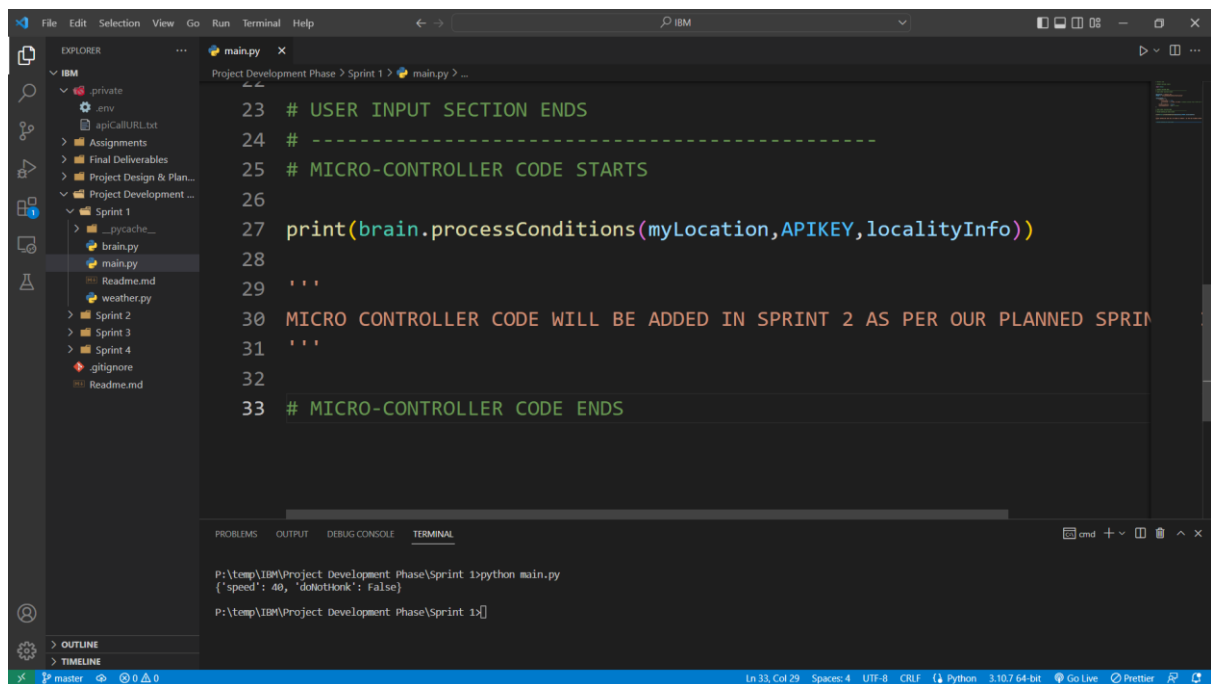 File Edit Selection View Go Run Terminal Help
IBM
EXPLORER
IBM
.private
.env
apiCallURL.txt
Assignments
Final Deliverables
Project Design & Plan...
Project Development ...
Sprint 1
__pycache__
brain.py
main.py
Readme.md
weather.py
Sprint 2
Sprint 3
Sprint 4
.gitignore
Readme.md
OUTLINE
TIMELINE
main.py
Project Development Phase > Sprint 1 > main.py > ...
22
23 # USER INPUT SECTION ENDS
24 # -----------------------------------------------
25 # MICRO-CONTROLLER CODE STARTS
26
27 print(brain.processConditions(myLocation,APIKEY,localityInfo))
28
29 '''
30 MICRO CONTROLLER CODE WILL BE ADDED IN SPRINT 2 AS PER OUR PLANNED SPRIN
31 '''
32
33 # MICRO-CONTROLLER CODE ENDS
PROBLEMS OUTPUT DEBUG CONSOLE TERMINAL
cmd
P:\temp\IBM\Project Development Phase\Sprint 1>python main.py
{'speed': 40, 'doNotHonk': False}
P:\temp\IBM\Project Development Phase\Sprint 1>
master 0 0 Ln 33, Col 29 Spaces: 4 UTF-8 CRLF Python 3.10.7 64-bit Go Live Prettier